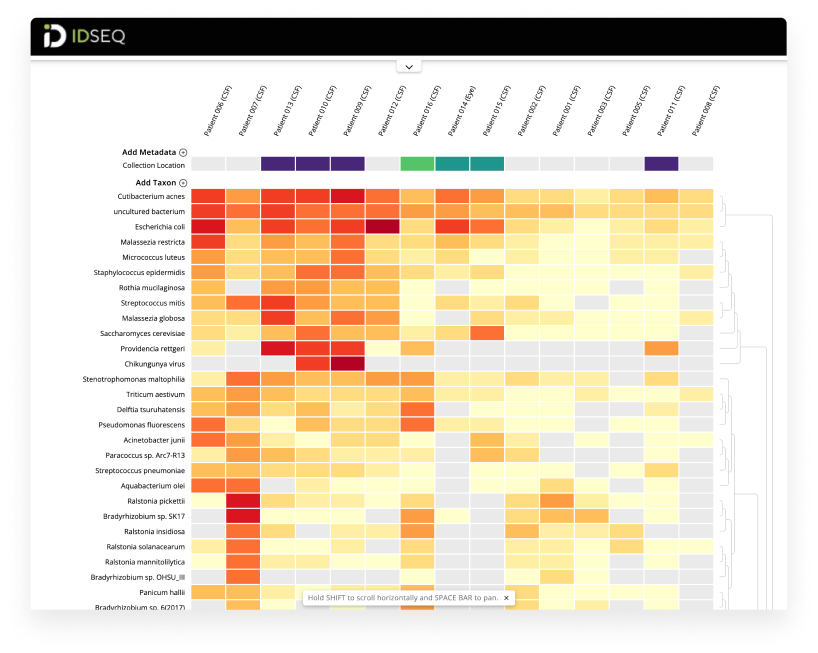 IDSEQ
Patient 006 (CSF)
Patient 007 (CSF)
Patient 013 (CSF)
Patient 010 (CSF)
Patient 009 (CSF)
Patient 012 (CSF)
Patient 016 (CSF)
Patient 014 (Eye)
Patient 015 (CSF)
Patient 002 (CSF)
Patient 001 (CSF)
Patient 003 (CSF)
Patient 005 (CSF)
Patient 011 (CSF)
Patient 008 (CSF)
Add Metadata
Collection Location
Add Taxon
Cutibacterium acnes
uncultured bacterium
Escherichia coli
Malassezia restricta
Micrococcus luteus
Staphylococcus epidermidis
Rothia mucilaginosa
Streptococcus mitis
Malassezia globosa
Saccharomyces cerevisiae
Providencia rettgeri
Chikungunya virus
Stenotrophomonas maltophilia
Triticum aestivum
Delftia tsuruhatensis
Pseudomonas fluorescens
Acinetobacter junii
Paracoccus sp. Arc7-R13
Streptococcus pneumoniae
Aquabacterium olei
Ralstonia pickettii
Bradyrhizobium sp. SK17
Ralstonia insidiosa
Ralstonia solanacearum
Ralstonia mannitolilytica
Bradyrhizobium sp. OHSU_III
Panicum hallii
Bradyrhizobium sp. 6(2017)
Hold SHIFT to scroll horizontally and SPACE BAR to pan. ×